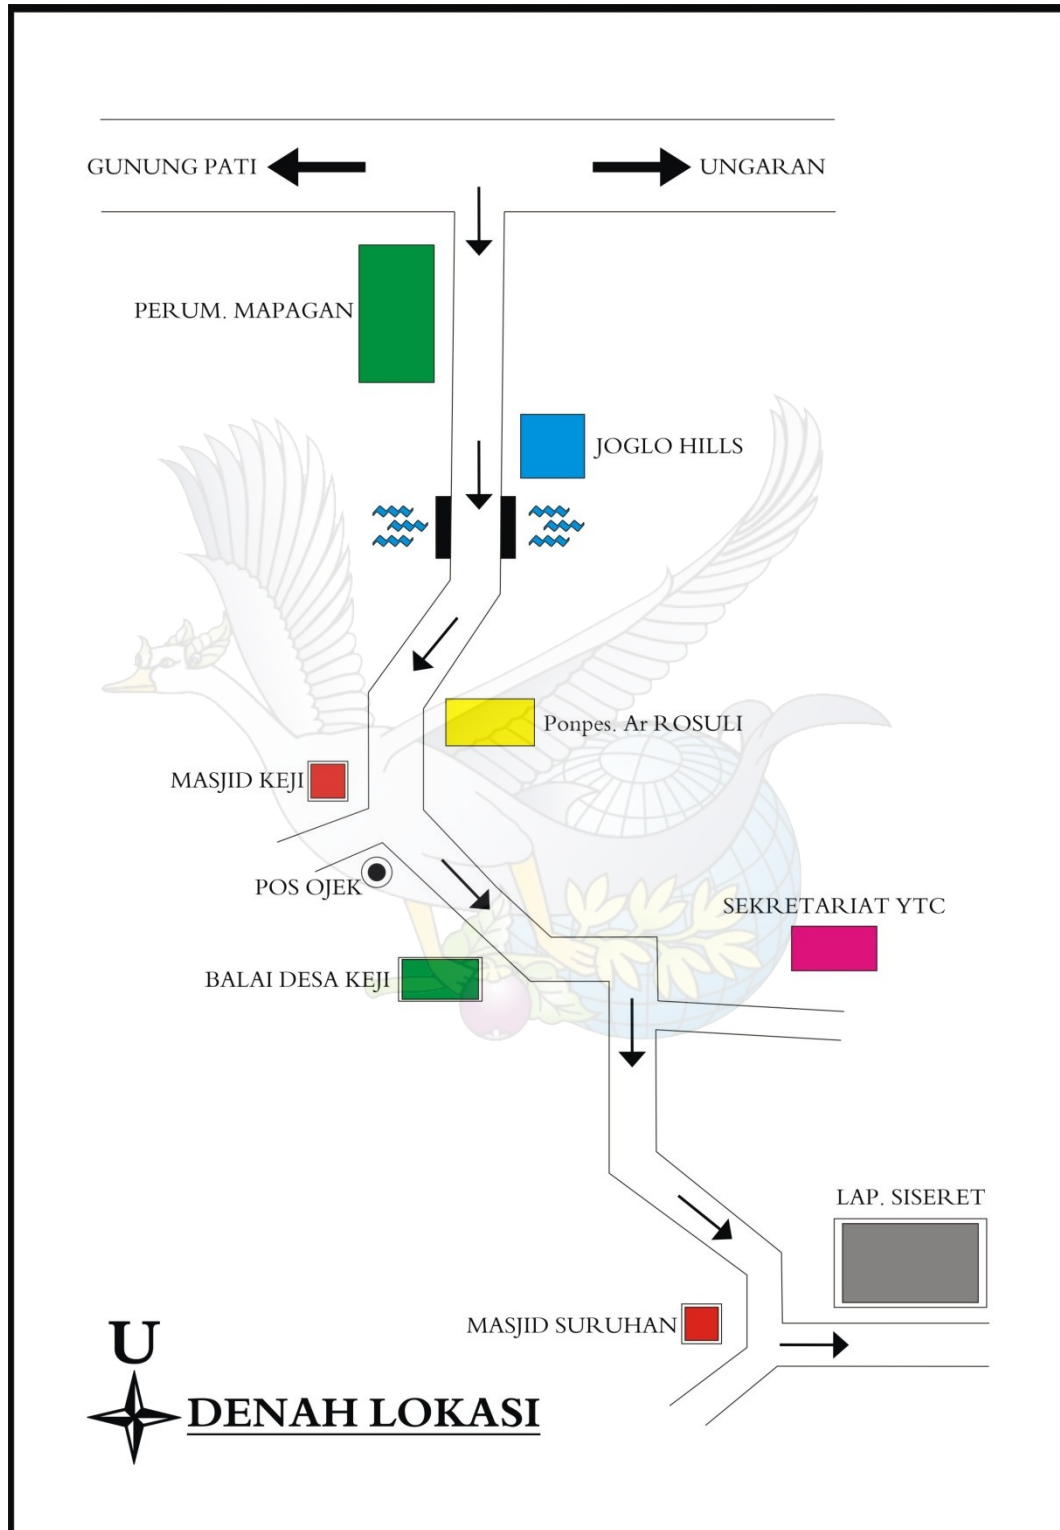 GUNUNG PATI
UNGARAN
PERUM. MAPAGAN
JOGLO HILLS
Ponpes. Ar ROSULI
MASJID KEJI
POS OJEK
SEKRETARIAT YTC
BALAI DESA KEJI
LAP. SISERET
MASJID SURUHAN
U
DENAH LOKASI